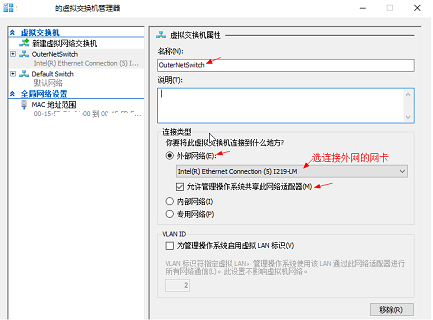 的虚拟交换机管理器
虚拟交换机
新建虚拟网络交换机
OuterNetSwitch
Intel(R) Ethernet Connection (5) I...
Default Switch
默认网络
全局网络设置
MAC 地址范围
虚拟交换机属性
名称(N):
OuterNetSwitch
说明(T):
连接类型
你要将此虚拟交换机连接到什么地方?
外部网络(E):
选连接外网的网卡
Intel(R) Ethernet Connection (5) I219-LM
允许管理操作系统共享此网络适配器(M)
内部网络(I)
专用网络(P)
VLAN ID
为管理操作系统启用虚拟 LAN 标识(V)
VLAN 标识符指定虚拟 LAN，管理操作系统使用该 LAN 通过此网络适配器进行
所有网络通信(L)。此设置不影响虚拟机网络。
2
移除(R)